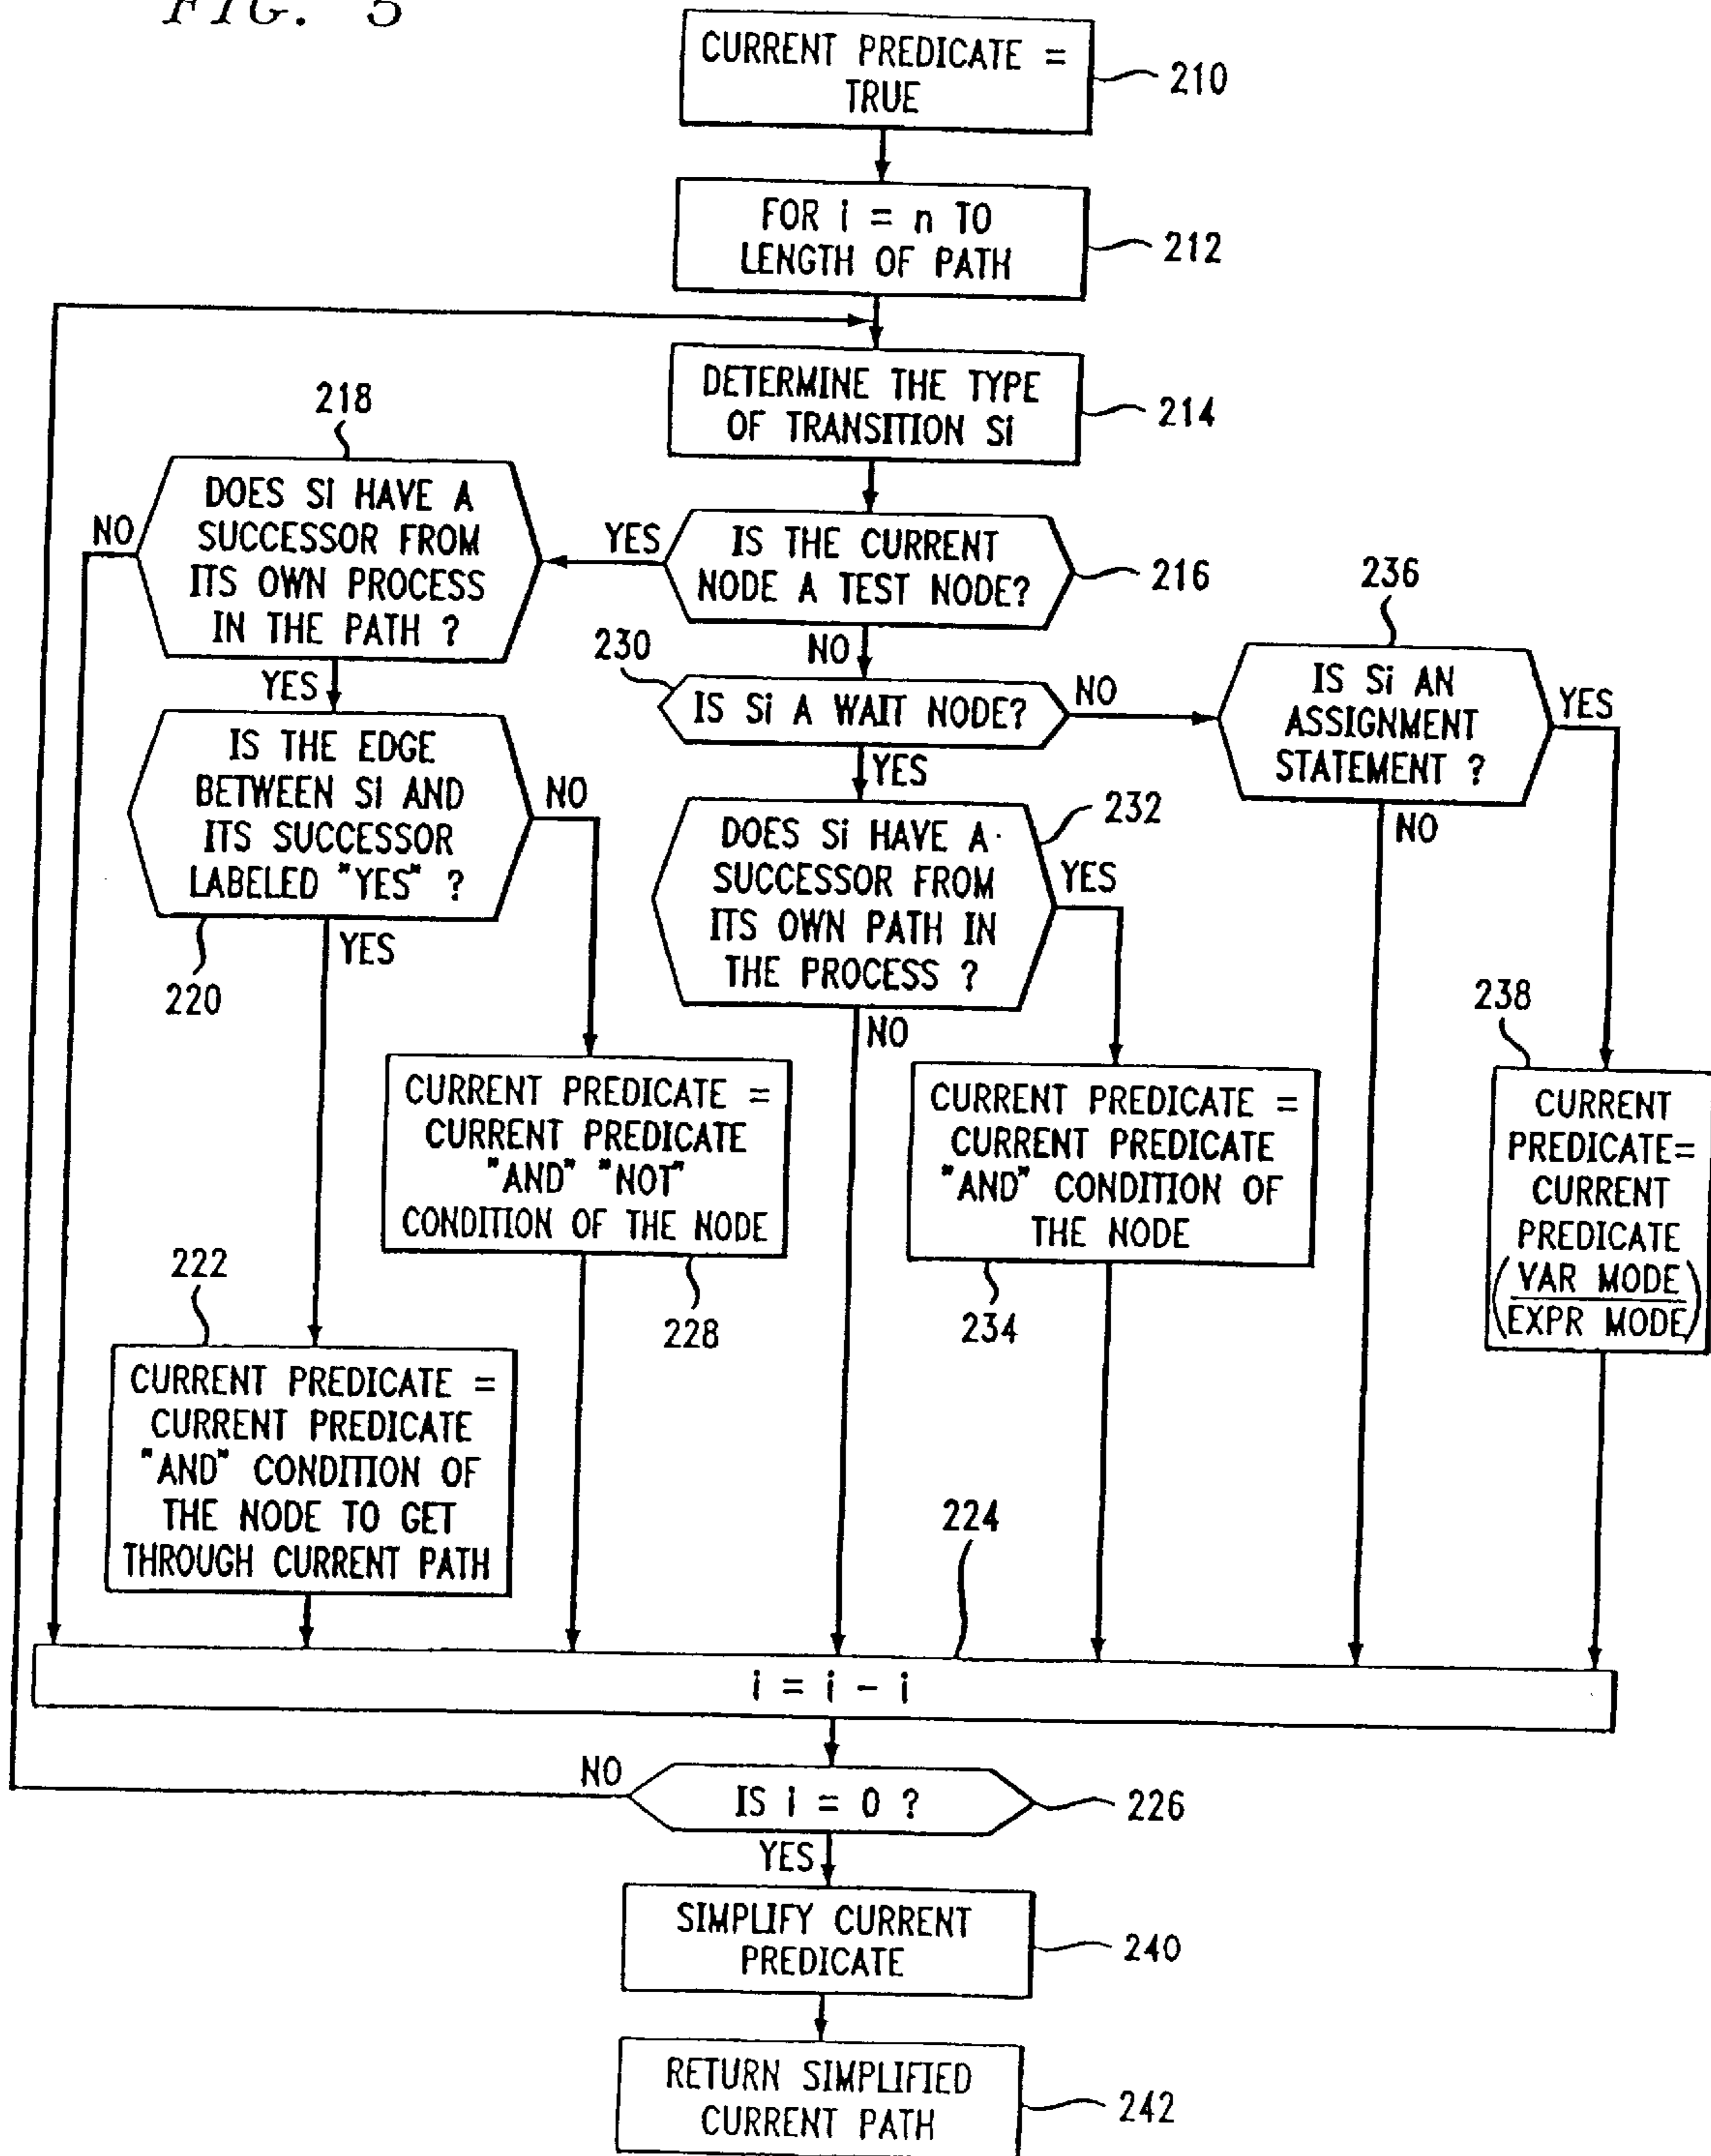 FIG. 5
CURRENT PREDICATE =
TRUE
210
FOR i = n TO
LENGTH OF PATH
212
DETERMINE THE TYPE
OF TRANSITION Si
214
218
DOES Si HAVE A
SUCCESSOR FROM
ITS OWN PROCESS
IN THE PATH ?
NO
YES
IS THE CURRENT
NODE A TEST NODE?
216
NO
YES
230
IS Si A WAIT NODE?
NO
YES
236
IS Si AN
ASSIGNMENT
STATEMENT ?
YES
NO
IS THE EDGE
BETWEEN Si AND
ITS SUCCESSOR
LABELED "YES" ?
NO
YES
220
DOES Si HAVE A
SUCCESSOR FROM
ITS OWN PATH IN
THE PROCESS ?
232
YES
NO
CURRENT PREDICATE =
CURRENT PREDICATE
"AND" "NOT"
CONDITION OF THE NODE
228
CURRENT PREDICATE =
CURRENT PREDICATE
"AND" CONDITION OF
THE NODE
234
238
CURRENT
PREDICATE=
CURRENT
PREDICATE
(VAR MODE
EXPR MODE)
222
CURRENT PREDICATE =
CURRENT PREDICATE
"AND" CONDITION OF
THE NODE TO GET
THROUGH CURRENT PATH
224
i = i - i
NO
IS i = 0 ?
226
YES
SIMPLIFY CURRENT
PREDICATE
240
RETURN SIMPLIFIED
CURRENT PATH
242